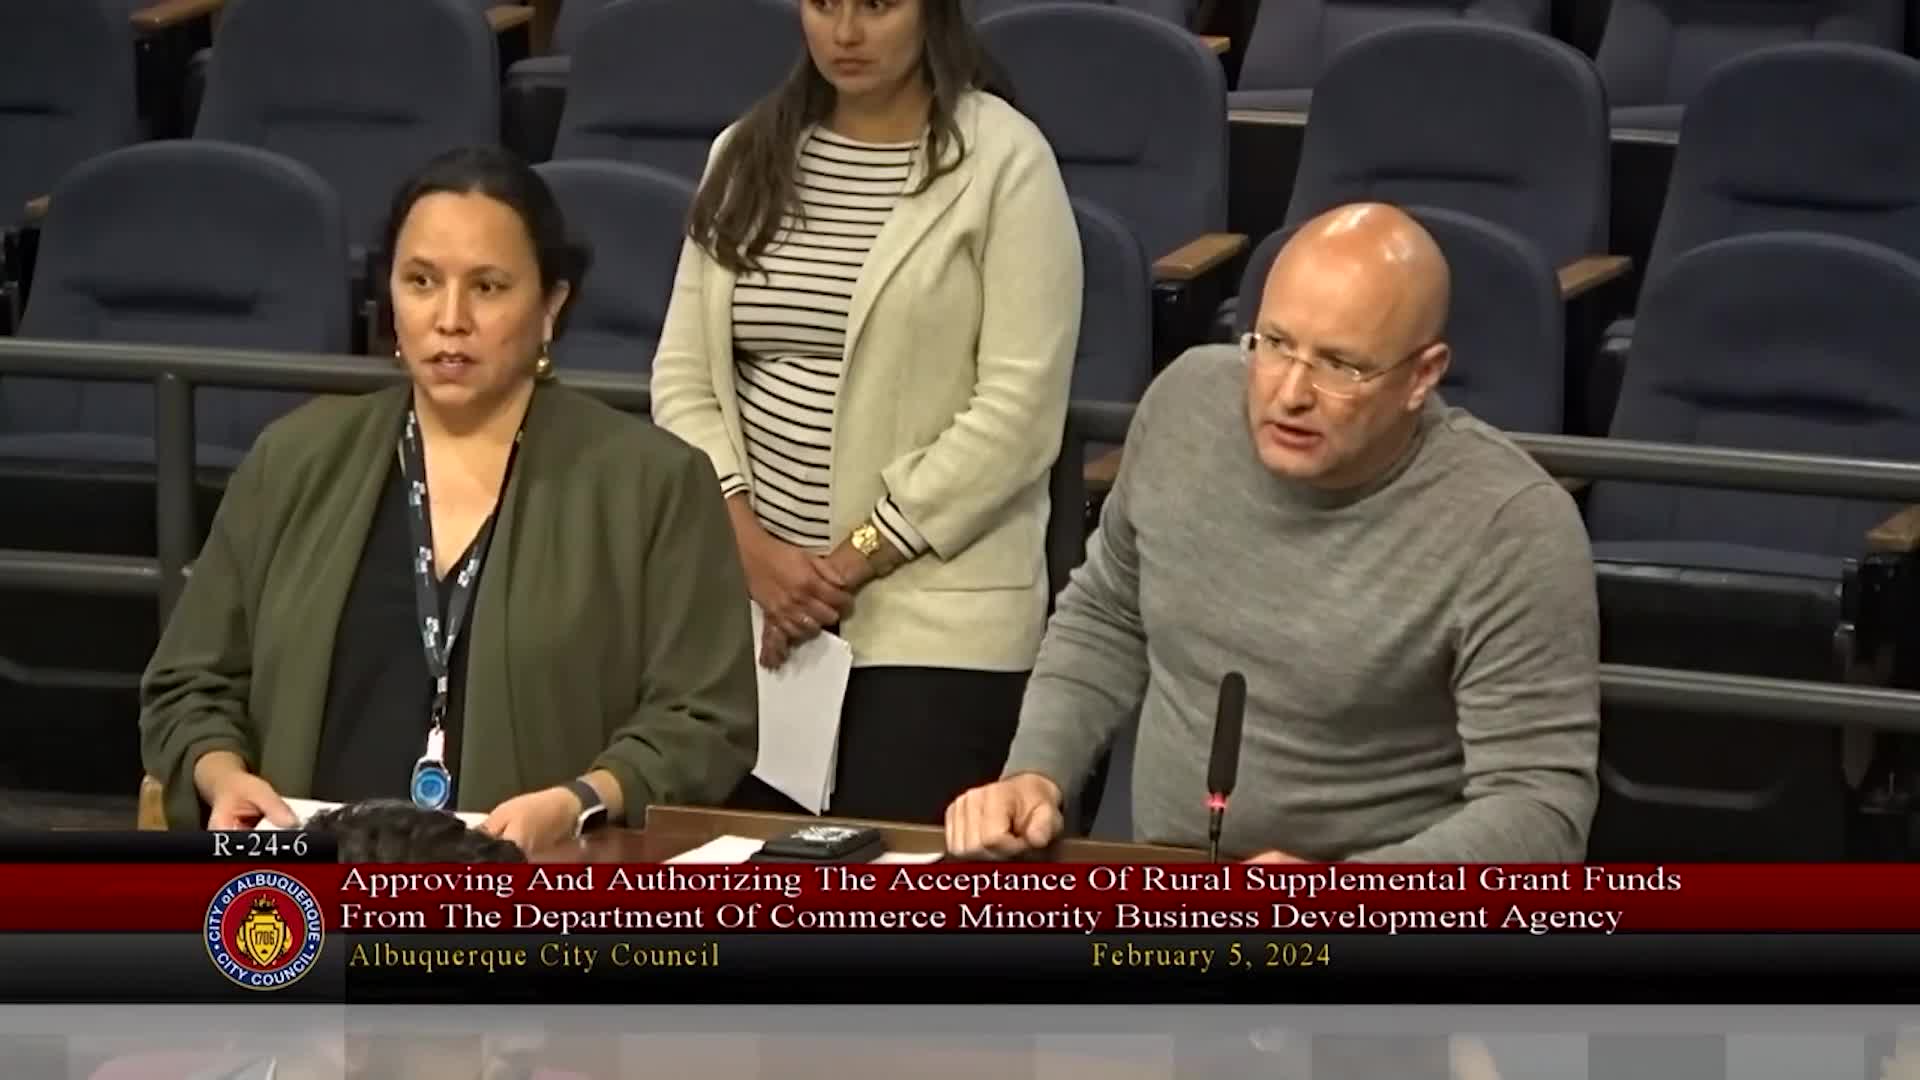 R-24-6
Approving And Authorizing The Acceptance Of Rural Supplemental Grant Funds
From The Department Of Commerce Minority Business Development Agency
Albuquerque City Council
February 5, 2024
CITY of ALBUQUERQUE
1706
CITY COUNCIL